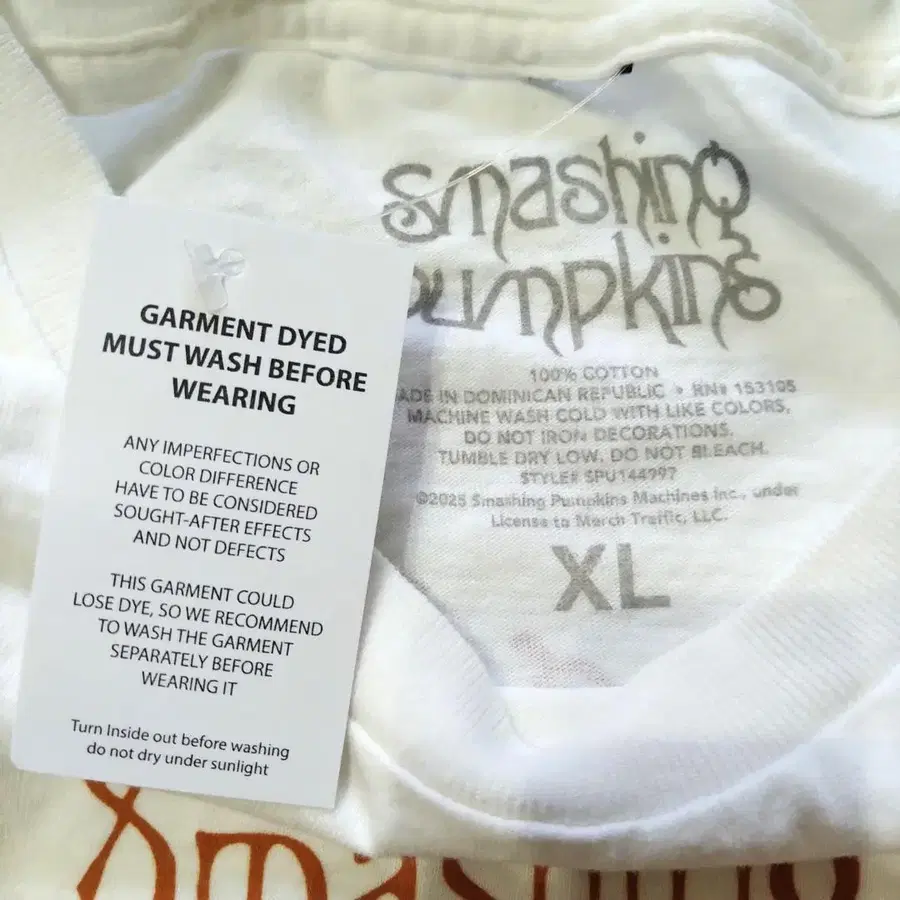 GARMENT DYED
MUST WASH BEFORE
WEARING
ANY IMPERFECTIONS OR
COLOR DIFFERENCE
HAVE TO BE CONSIDERED
SOUGHT-AFTER EFFECTS
AND NOT DEFECTS
THIS GARMENT COULD
LOSE DYE, SO WE RECOMMEND
TO WASH THE GARMENT
SEPARATELY BEFORE
WEARING IT
Turn Inside out before washing
do not dry under sunlight
smashing
pumpkins
100% COTTON
ADE IN DOMINICAN REPUBLIC • RN# 153105
MACHINE WASH COLD WITH LIKE COLORS,
DO NOT IRON DECORATIONS.
TUMBLE DRY LOW. DO NOT BLEACH.
STYLE# SPU144997
©2025 Smashing Pumpkins Machines Inc., under
License to Merch Traffic, LLC.
XL
Smashing